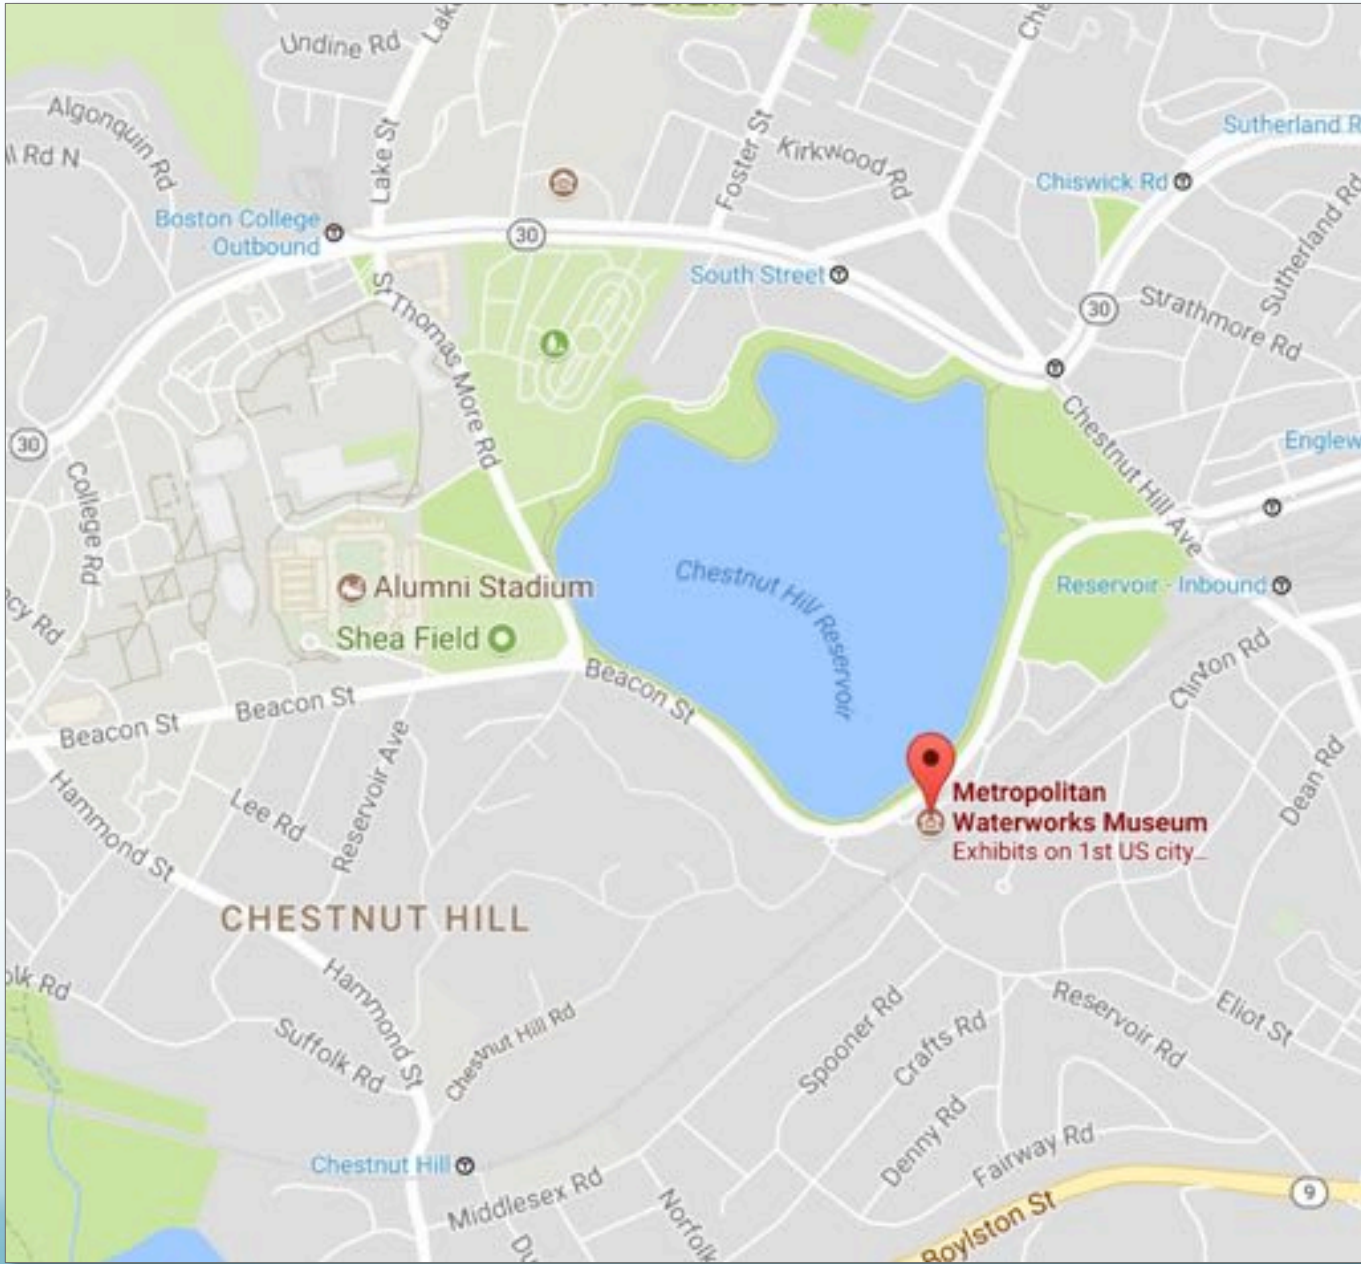 Undine Rd
Lake
Che
Algonquin Rd
Lake St
Foster St
Kirkwood Rd
Sutherland R
ll Rd N
Chiswick Rd
Sutherland Rd
Boston College
Outbound
30
South Street
St Thomas More Rd
30
Strathmore Rd
30
Chestnut Hill Ave
Englew
College Rd
Chestnut Hill Reservoir
Alumni Stadium
Reservoir - Inbound
Shea Field
cy Rd
Clinton Rd
Beacon St
Beacon St
Beacon St
Reservoir Ave
Dean Rd
Hammond St
Lee Rd
Metropolitan
Waterworks Museum
Exhibits on 1st US city...
CHESTNUT HILL
olk Rd
Hammond St
Suffolk Rd
Chestnut Hill Rd
Spooner Rd
Crafts Rd
Reservoir Rd
Eliot St
Denny Rd
Fairway Rd
Chestnut Hill
Middlesex Rd
Norfolk
Du
Boylston St
9